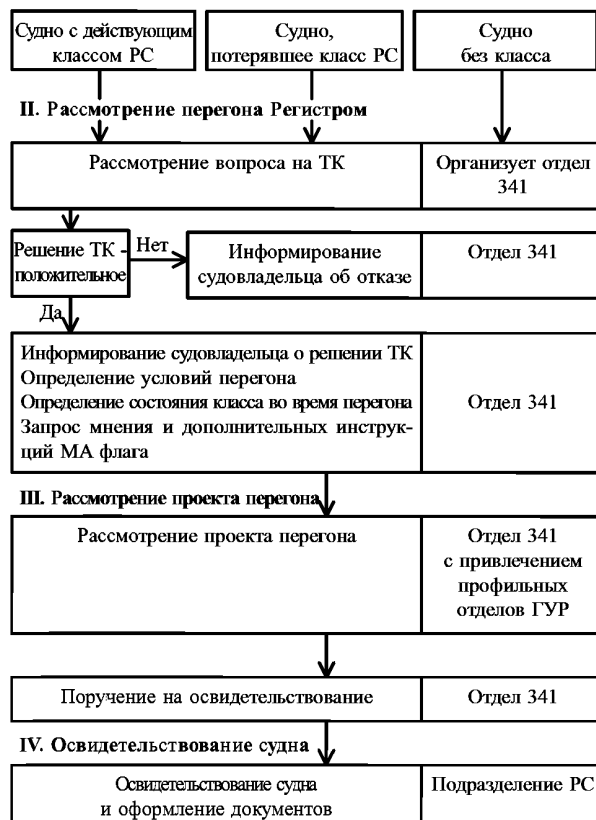 Судно с действующим
классом РС
Судно,
потерявшее класс РС
Судно
без класса
II. Рассмотрение перегона Регистром
Рассмотрение вопроса на ТК
Организует отдел
341
Решение ТК -
положительное
Нет
Информирование
судовладельца об отказе
Отдел 341
Да
Информирование судовладельца о решении ТК
Определение условий перегона
Определение состояния класса во время перегона
Запрос мнения и дополнительных инструк-
ций МА флага
Отдел 341
III. Рассмотрение проекта перегона
Рассмотрение проекта перегона
Отдел 341
с привлечением
профильных
отделов ГУР
Поручение на освидетельствование
Отдел 341
IV. Освидетельствование судна
Освидетельствование судна
и оформление документов
Подразделение РС